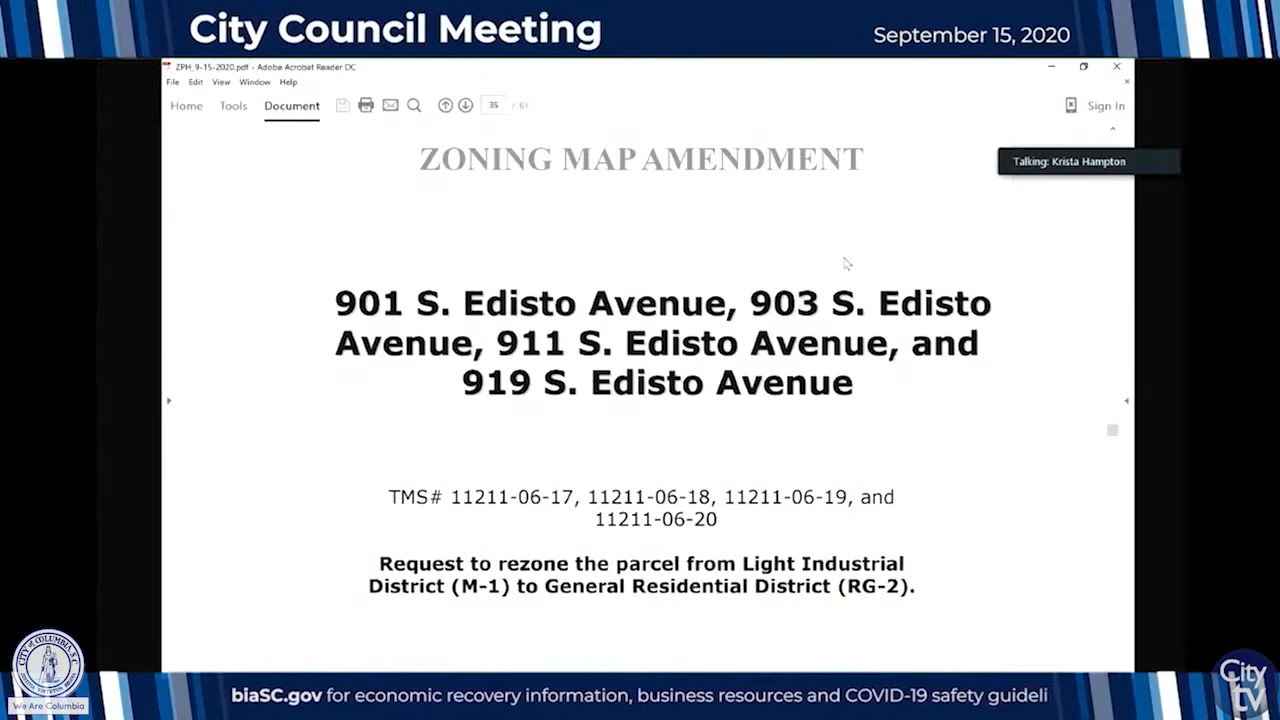 City Council Meeting
September 15, 2020
ZPH_9-15-2020.pdf - Adobe Acrobat Reader DC
File Edit View Window Help
Home Tools Document 35 / 61 Sign In
ZONING MAP AMENDMENT
Talking: Krista Hampton
901 S. Edisto Avenue, 903 S. Edisto
Avenue, 911 S. Edisto Avenue, and
919 S. Edisto Avenue
TMS# 11211-06-17, 11211-06-18, 11211-06-19, and
11211-06-20
Request to rezone the parcel from Light Industrial
District (M-1) to General Residential District (RG-2).
CITY OF COLUMBIA, S.C.
We Are Columbia
biaSC.gov for economic recovery information, business resources and COVID-19 safety guideli
City
tv